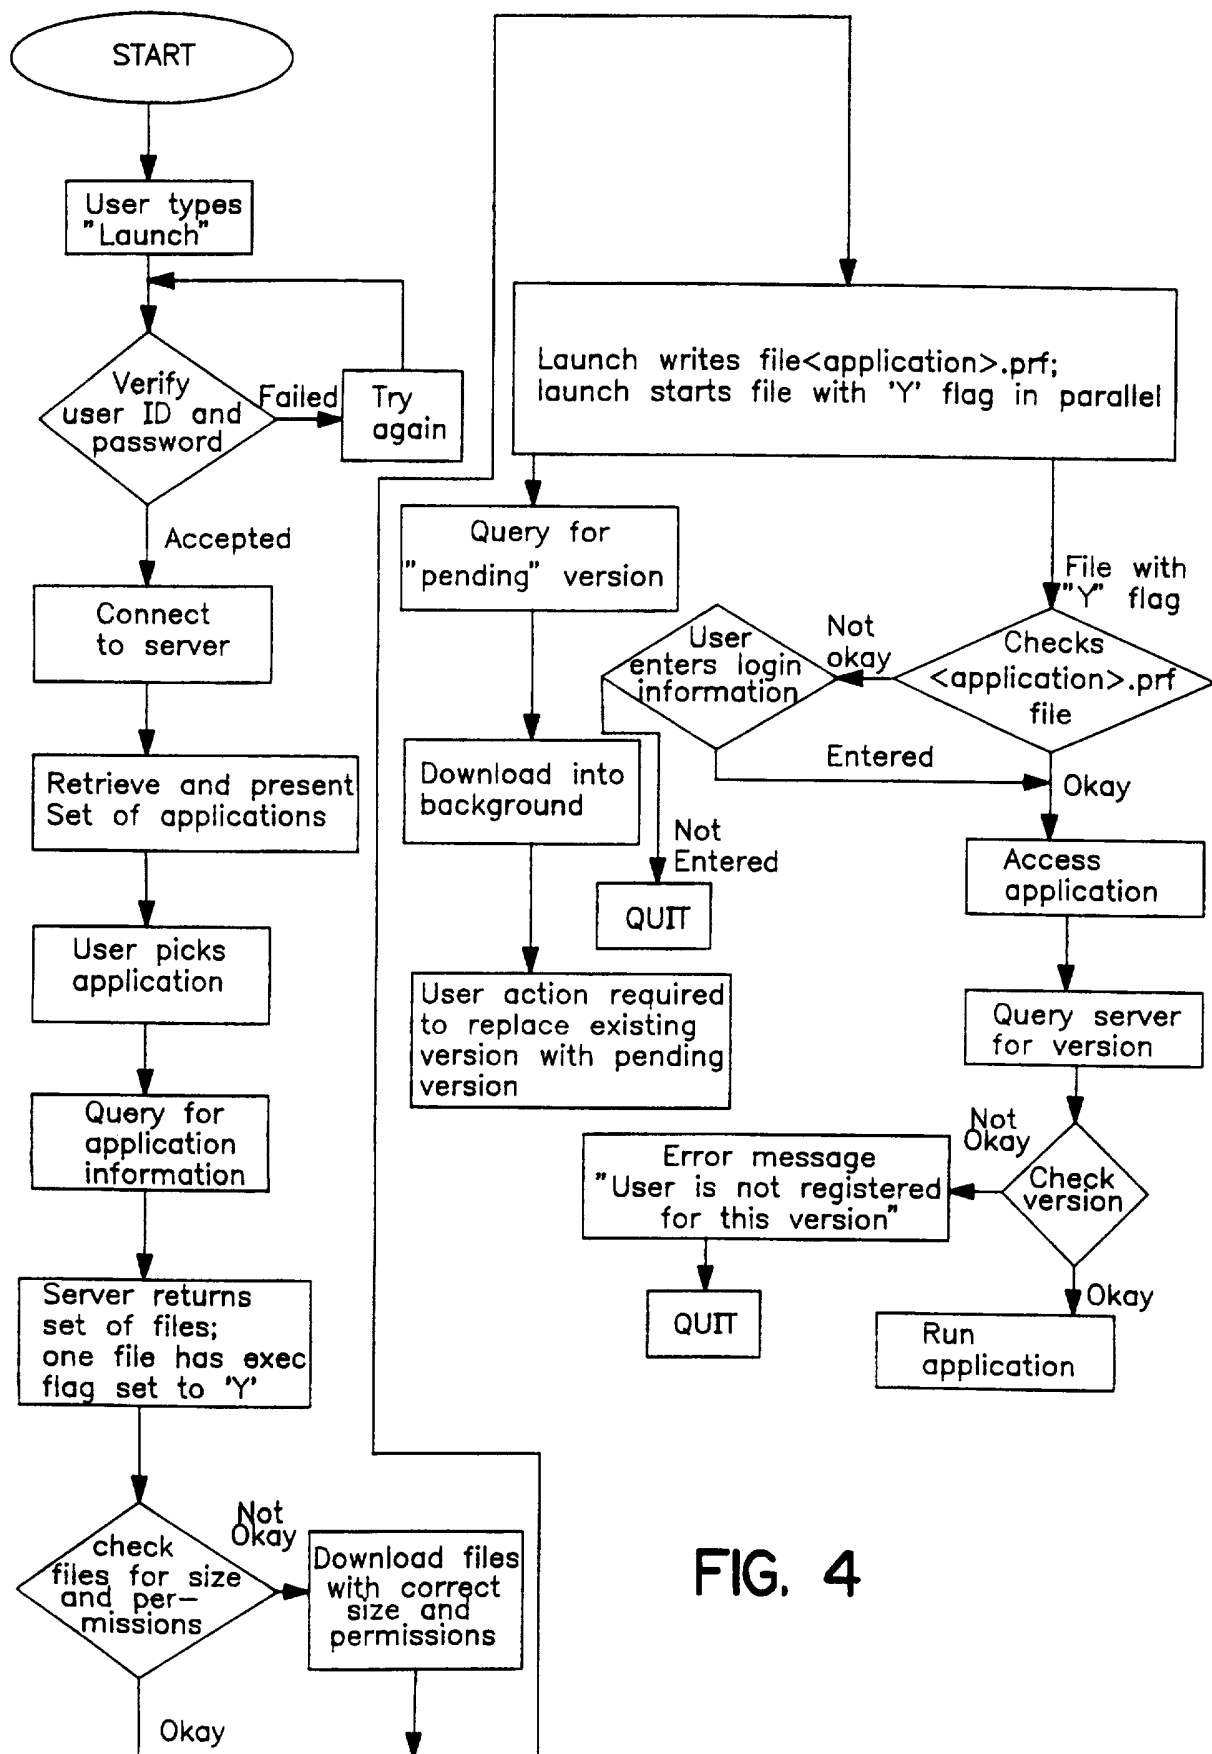 START
User types
"Launch"
Verify
user ID and
password
Failed
Try
again
Accepted
Connect
to server
Retrieve and present
Set of applications
User picks
application
Query for
application
information
Server returns
set of files;
one file has exec
flag set to 'Y'
check
files for size
and per-
missions
Not
Okay
Download files
with correct
size and
permissions
Okay
Launch writes file<application>.prf;
launch starts file with 'Y' flag in parallel
Query for
"pending" version
Download into
background
User action required
to replace existing
version with pending
version
File with
"Y" flag
Checks
<application>.prf
file
Not
okay
User
enters login
information
Entered
Not
Entered
QUIT
Okay
Access
application
Query server
for version
Check
version
Not
Okay
Error message
"User is not registered
for this version"
QUIT
Okay
Run
application
FIG. 4